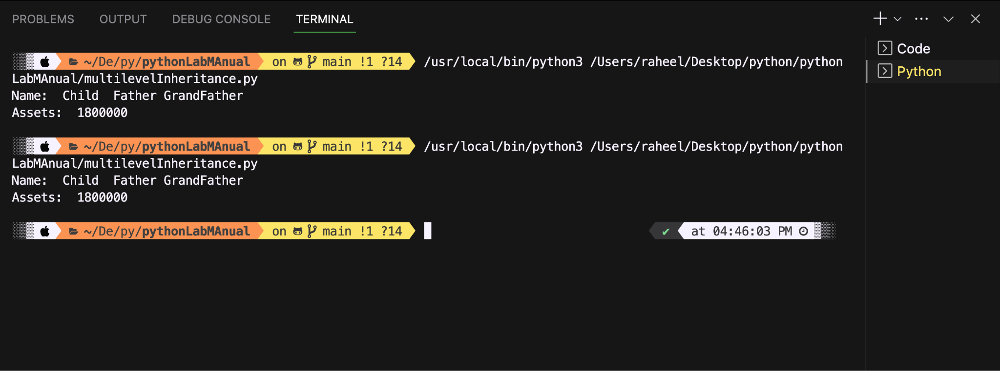 PROBLEMS OUTPUT DEBUG CONSOLE TERMINAL
~/De/py/pythonLabMAnual on main !1 ?14 /usr/local/bin/python3 /Users/raheel/Desktop/python/python
LabMAnual/multilevelInheritance.py
Name:  Child  Father GrandFather
Assets:  1800000
~/De/py/pythonLabMAnual on main !1 ?14 /usr/local/bin/python3 /Users/raheel/Desktop/python/python
LabMAnual/multilevelInheritance.py
Name:  Child  Father GrandFather
Assets:  1800000
~/De/py/pythonLabMAnual on main !1 ?14 ✔ at 04:46:03 PM
Code
Python